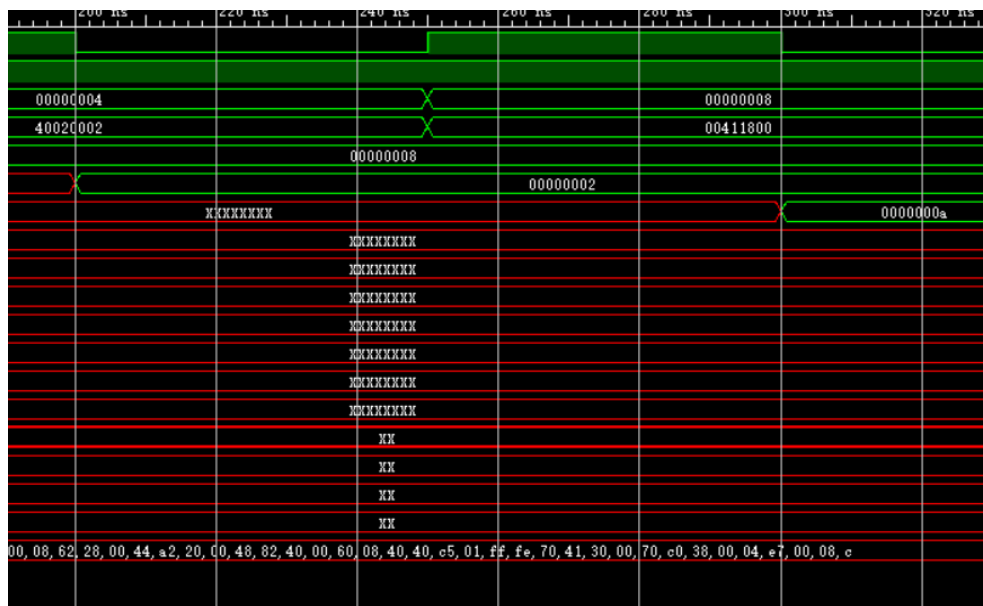 200 ns 220 ns 240 ns 260 ns 280 ns 300 ns 320 ns
00000004 00000008
40020002 00411800
00000008
00000002
XXXXXXXX 0000000a
XXXXXXXX
XXXXXXXX
XXXXXXXX
XXXXXXXX
XXXXXXXX
XXXXXXXX
XXXXXXXX
XX
XX
XX
XX
00, 08, 62, 28, 00, 44, a2, 20, 00, 48, 82, 40, 00, 60, 08, 40, 40, c5, 01, ff, fe, 70, 41, 30, 00, 70, c0, 38, 00, 04, e7, 00, 08, c